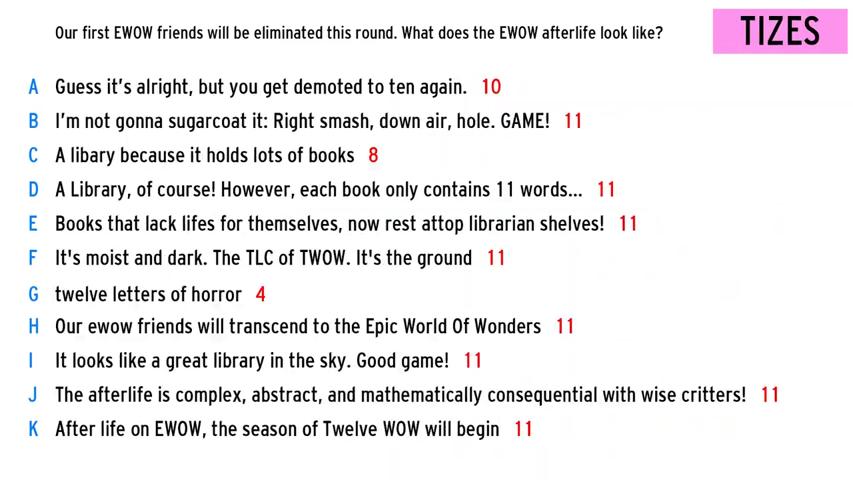 Our first EWOW friends will be eliminated this round. What does the EWOW afterlife look like?
TIZES
A Guess it's alright, but you get demoted to ten again. 10
B I'm not gonna sugarcoat it: Right smash, down air, hole. GAME! 11
C A libary because it holds lots of books 8
D A Library, of course! However, each book only contains 11 words... 11
E Books that lack lifes for themselves, now rest attop librarian shelves! 11
F It's moist and dark. The TLC of TWOW. It's the ground 11
G twelve letters of horror 4
H Our ewow friends will transcend to the Epic World Of Wonders 11
I It looks like a great library in the sky. Good game! 11
J The afterlife is complex, abstract, and mathematically consequential with wise critters! 11
K After life on EWOW, the season of Twelve WOW will begin 11